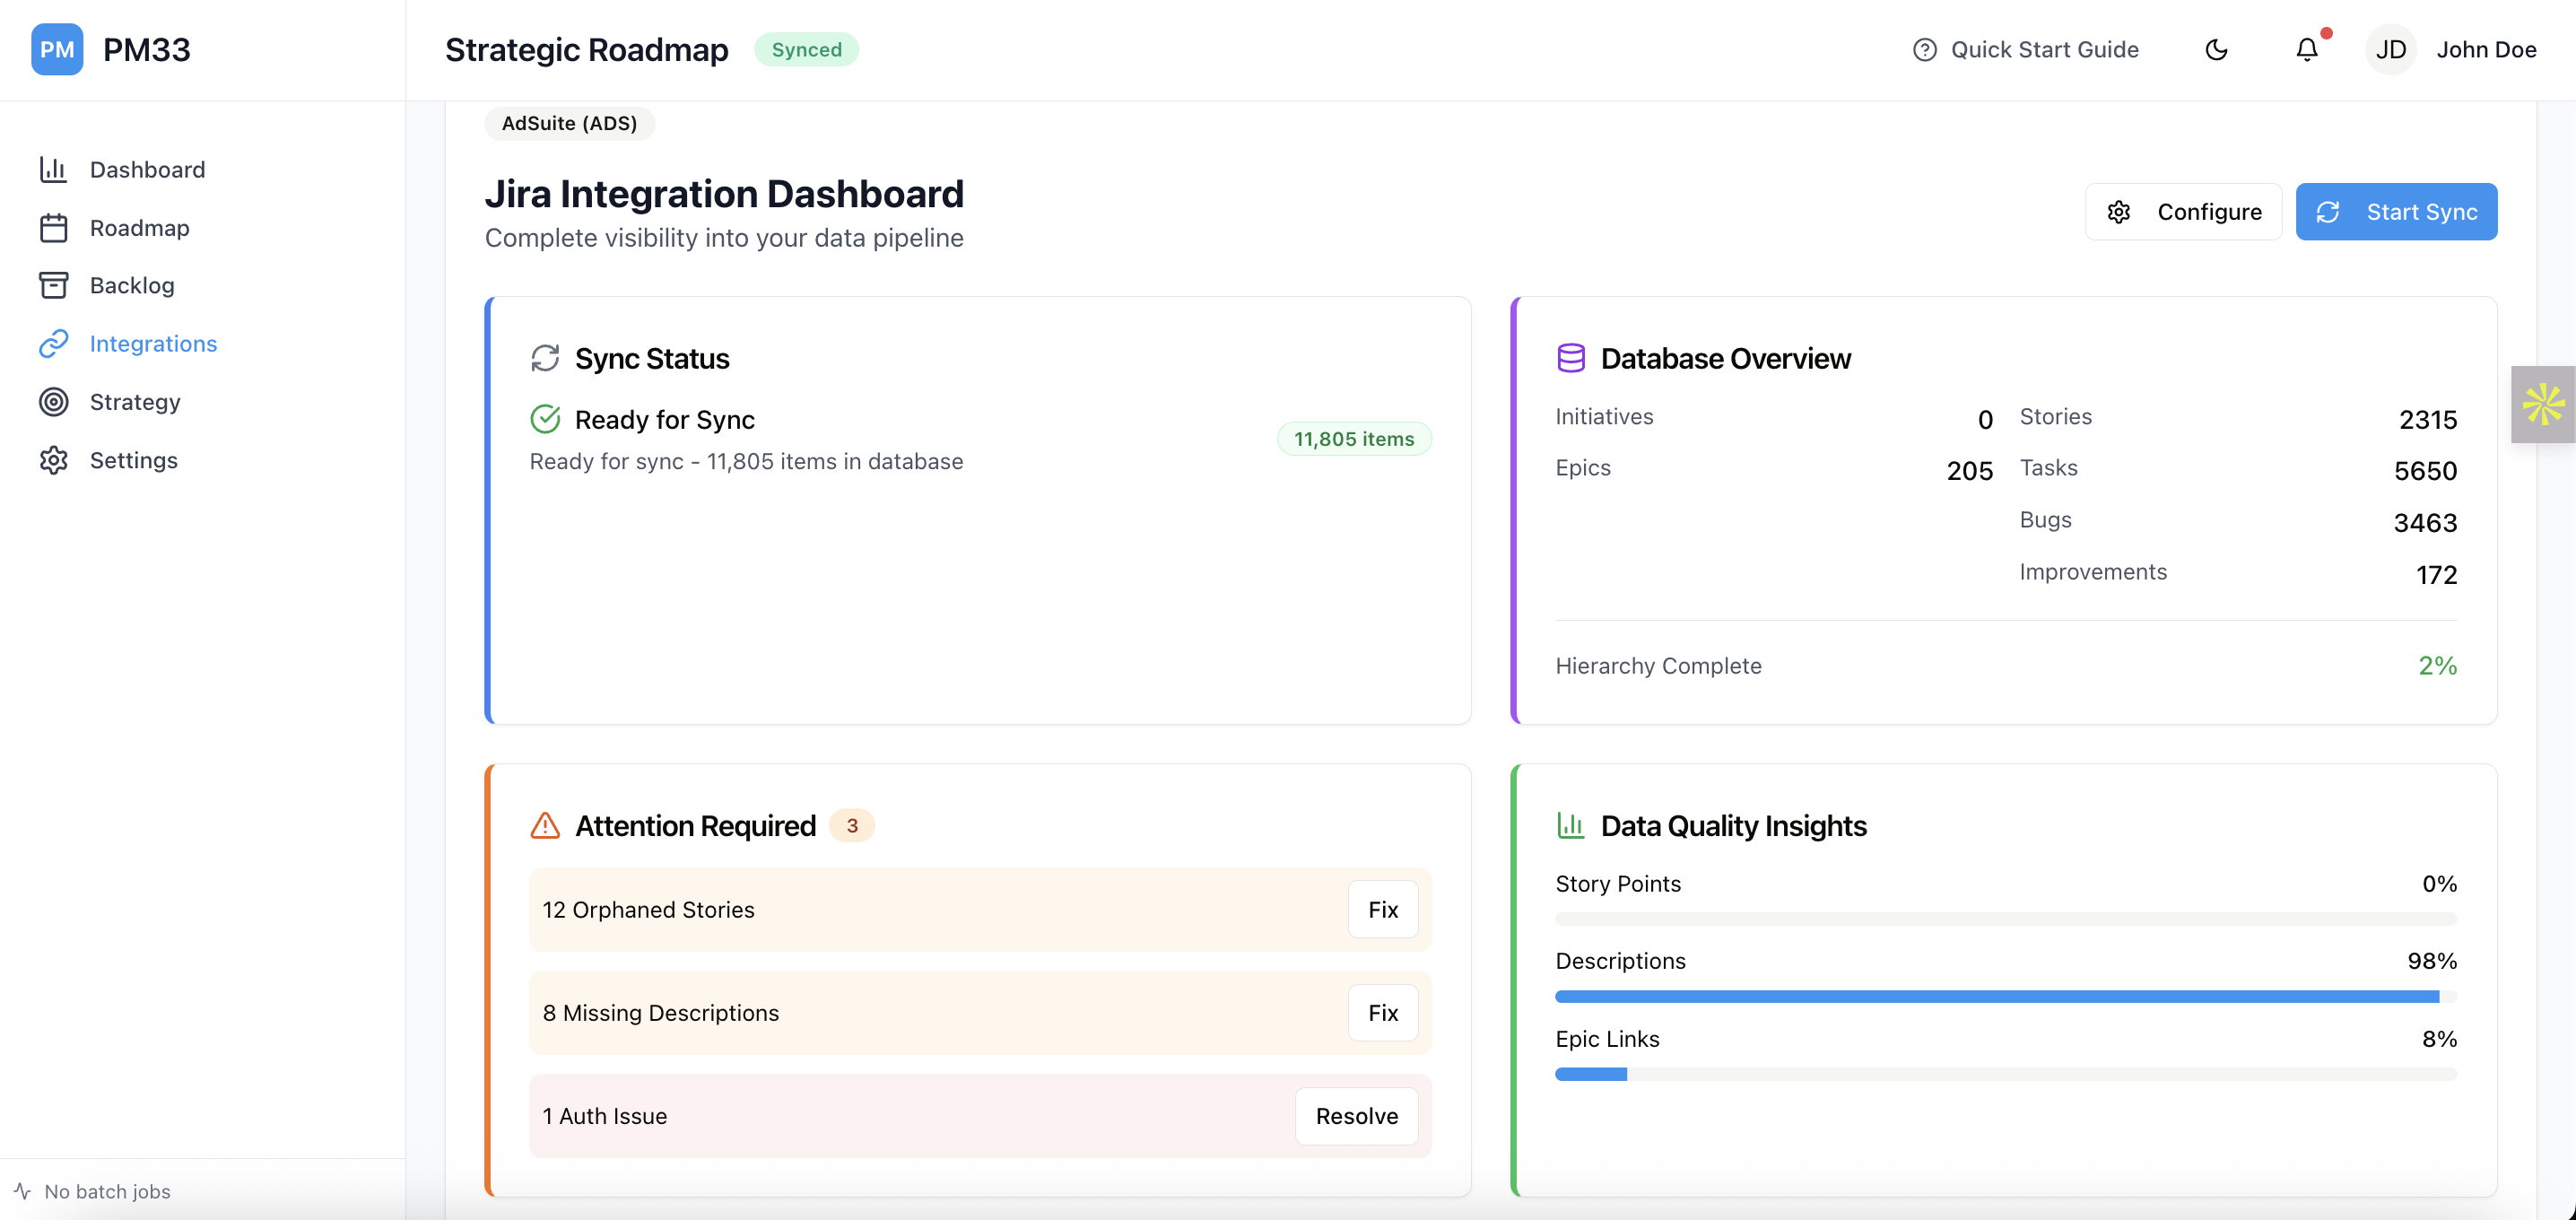 PM PM33
Strategic Roadmap Synced
Quick Start Guide
JD John Doe
Dashboard
Roadmap
Backlog
Integrations
Strategy
Settings
No batch jobs
AdSuite (ADS)
Jira Integration Dashboard
Complete visibility into your data pipeline
Configure
Start Sync
Sync Status
Ready for Sync
Ready for sync - 11,805 items in database
11,805 items
Database Overview
Initiatives 0
Epics 205
Stories 2315
Tasks 5650
Bugs 3463
Improvements 172
Hierarchy Complete 2%
Attention Required 3
12 Orphaned Stories Fix
8 Missing Descriptions Fix
1 Auth Issue Resolve
Data Quality Insights
Story Points 0%
Descriptions 98%
Epic Links 8%